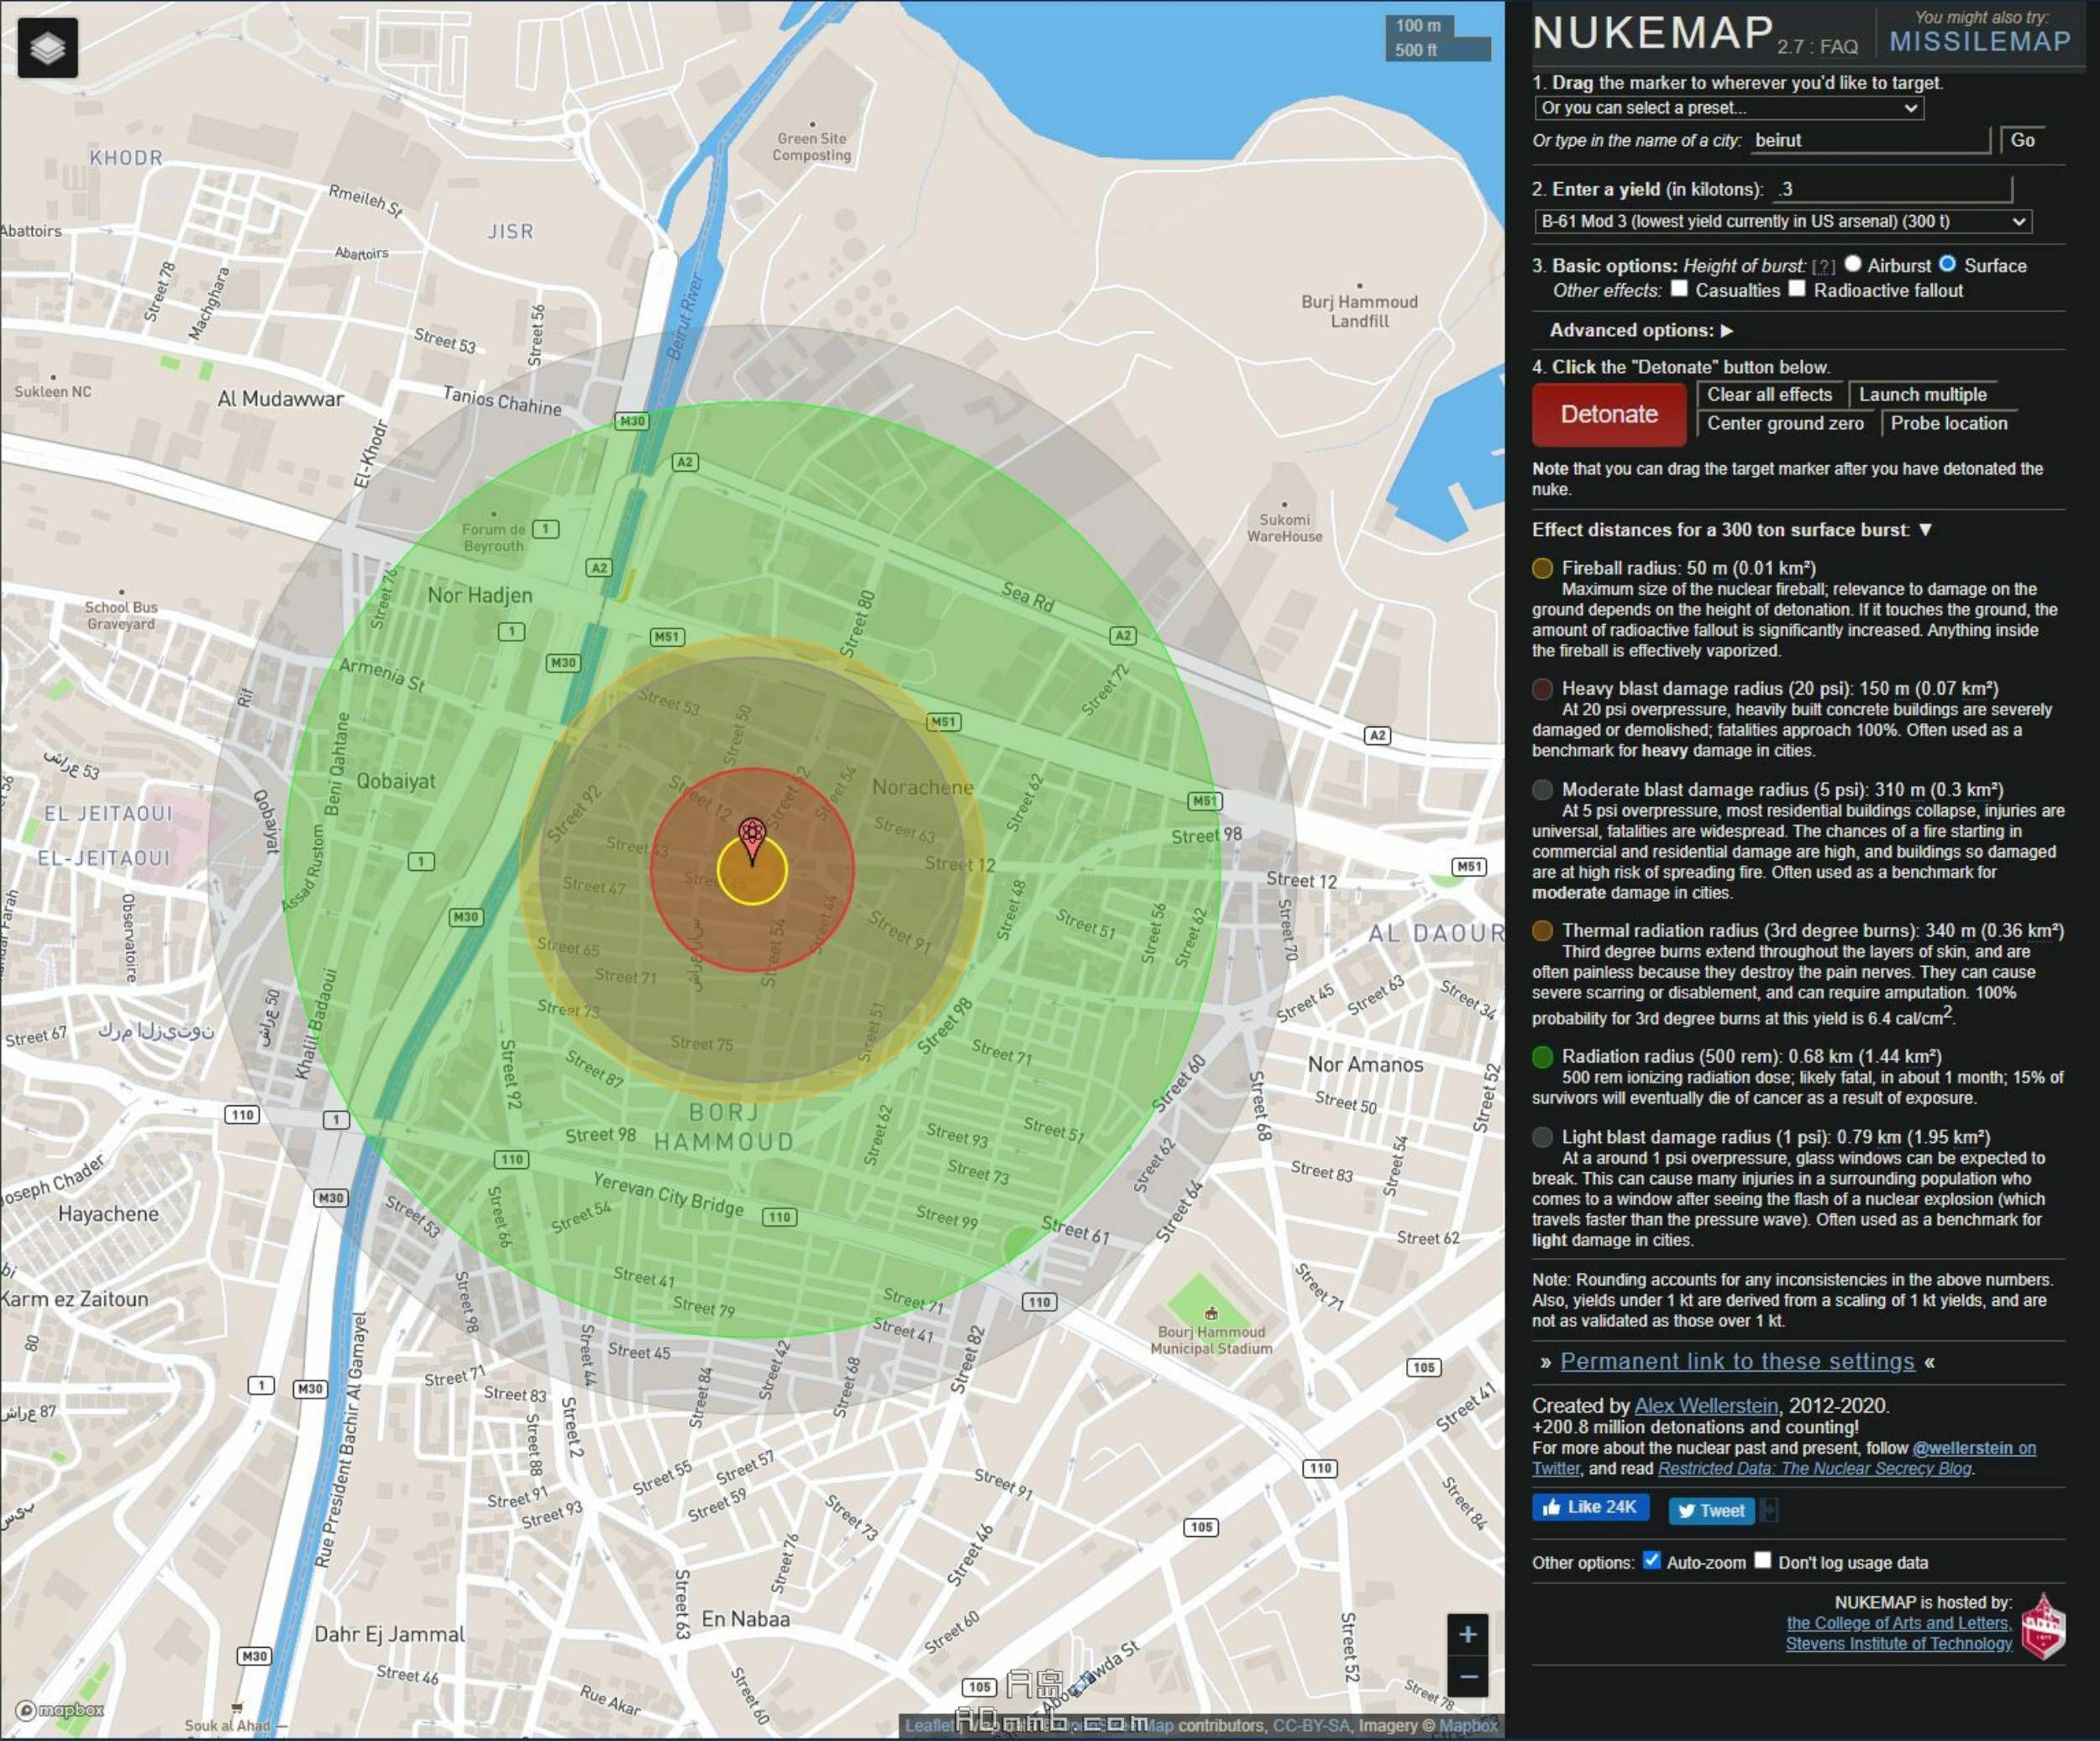 100 m
500 ft
KHODR
Green Site
Composting
Rmeileh St
Abattoirs
JISR
Abattoirs
Street 78
Machghara
Street 56
Street 53
Beirut River
Burj Hammoud
Landfill
Sukleen NC
Al Mudawwar
Tanios Chahine
M30
El-Khodr
A2
Forum de
Beyrouth
1
Sukomi
WareHouse
A2
Street 76
Nor Hadjen
Street 80
Sea Rd
School Bus
Graveyard
1
M51
A2
M30
Armenia St
Rif
Street 53
Street 50
Street 72
M51
A2
Beni Qahtane
Qobaiyat
Street 52
Street 54
Norachene
Street 62
M51
EL JEITAOUI
Qobaiyat
Street 92
Street 12
Street 63
Street 98
EL-JEITAOUI
1
Street 43
Street 12
M51
Assad Rustom
Street 47
Street 48
Street 12
Observatoire
M30
Street 91
Street 51
Street 56
Street 62
Street 70
AL DAOUR
Street 65
Street 54
Street 71
Khalil Badaoui
Street 73
Street 51
Street 98
Street 45
Street 63
Street 34
Street 67
Street 75
Street 71
Street 92
Street 87
Street 60
Nor Amanos
Street 52
110
1
BORJ
HAMMOUD
Street 98
Street 62
Street 93
Street 51
Street 68
Street 50
110
Yerevan City Bridge
Street 73
Street 62
Street 83
Street 54
Joseph Chader
M30
Hayachene
Street 53
Street 66
Street 54
110
Street 99
Street 61
Street 64
Street 62
Karm ez Zaitoun
Street 41
Street 79
Street 71
110
Street 71
Street 98
Street 41
Bourj Hammoud
Municipal Stadium
80
Street 44
Street 45
Street 42
Street 82
1
M30
Street 71
Street 83
Street 84
Street 68
105
Street 41
Rue President Bachir Al Gamayel
Street 88
Street 2
Street 55
Street 57
Street 91
110
Street 91
Street 93
Street 59
Street 73
Street 84
105
Street 76
Street 46
Street 63
En Nabaa
Street 60
Dahr Ej Jammal
M30
Street 46
Street 60
Street 52
105
Rue Akar
Street 78
Souk al Ahad
mapbox
+
−
A岛
ADnmb.com
contributors, CC-BY-SA, Imagery © Mapbox
NUKEMAP 2.7 : FAQ
You might also try:
MISSILEMAP
1. Drag the marker to wherever you'd like to target.
Or you can select a preset...
Or type in the name of a city: beirut Go
2. Enter a yield (in kilotons): .3
B-61 Mod 3 (lowest yield currently in US arsenal) (300 t)
3. Basic options: Height of burst: [?] Airburst Surface
Other effects: Casualties Radioactive fallout
Advanced options: ▶
4. Click the "Detonate" button below.
Detonate
Clear all effects Launch multiple
Center ground zero Probe location
Note that you can drag the target marker after you have detonated the
nuke.
Effect distances for a 300 ton surface burst: ▼
Fireball radius: 50 m (0.01 km²)
Maximum size of the nuclear fireball; relevance to damage on the
ground depends on the height of detonation. If it touches the ground, the
amount of radioactive fallout is significantly increased. Anything inside
the fireball is effectively vaporized.
Heavy blast damage radius (20 psi): 150 m (0.07 km²)
At 20 psi overpressure, heavily built concrete buildings are severely
damaged or demolished; fatalities approach 100%. Often used as a
benchmark for heavy damage in cities.
Moderate blast damage radius (5 psi): 310 m (0.3 km²)
At 5 psi overpressure, most residential buildings collapse, injuries are
universal, fatalities are widespread. The chances of a fire starting in
commercial and residential damage are high, and buildings so damaged
are at high risk of spreading fire. Often used as a benchmark for
moderate damage in cities.
Thermal radiation radius (3rd degree burns): 340 m (0.36 km²)
Third degree burns extend throughout the layers of skin, and are
often painless because they destroy the pain nerves. They can cause
severe scarring or disablement, and can require amputation. 100%
probability for 3rd degree burns at this yield is 6.4 cal/cm².
Radiation radius (500 rem): 0.68 km (1.44 km²)
500 rem ionizing radiation dose; likely fatal, in about 1 month; 15% of
survivors will eventually die of cancer as a result of exposure.
Light blast damage radius (1 psi): 0.79 km (1.95 km²)
At a around 1 psi overpressure, glass windows can be expected to
break. This can cause many injuries in a surrounding population who
comes to a window after seeing the flash of a nuclear explosion (which
travels faster than the pressure wave). Often used as a benchmark for
light damage in cities.
Note: Rounding accounts for any inconsistencies in the above numbers.
Also, yields under 1 kt are derived from a scaling of 1 kt yields, and are
not as validated as those over 1 kt.
» Permanent link to these settings «
Created by Alex Wellerstein, 2012-2020.
+200.8 million detonations and counting!
For more about the nuclear past and present, follow @wellerstein on
Twitter, and read Restricted Data: The Nuclear Secrecy Blog.
Like 24K Tweet
Other options: Auto-zoom Don't log usage data
NUKEMAP is hosted by:
the College of Arts and Letters,
Stevens Institute of Technology